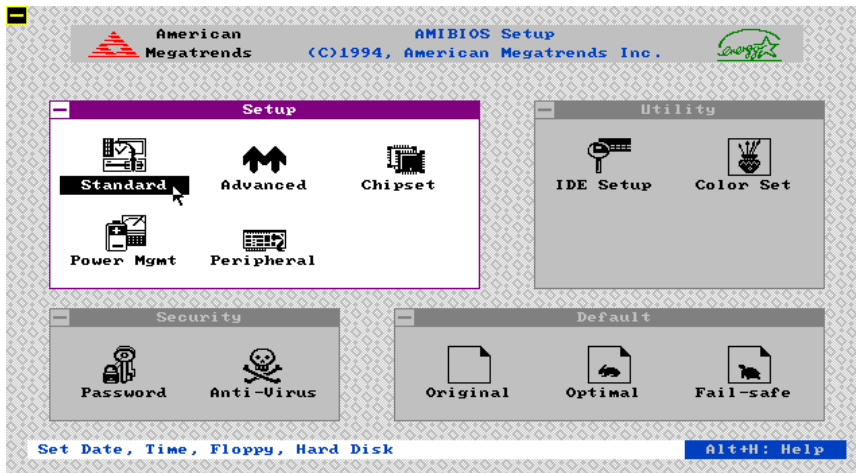 American
Megatrends
AMIBIOS Setup
(C)1994, American Megatrends Inc.
energy
Setup
Standard
Advanced
Chipset
Power Mgmt
Peripheral
Utility
IDE Setup
Color Set
Security
Password
Anti-Virus
Default
Original
Optimal
Fail-safe
Set Date, Time, Floppy, Hard Disk
Alt+H: Help